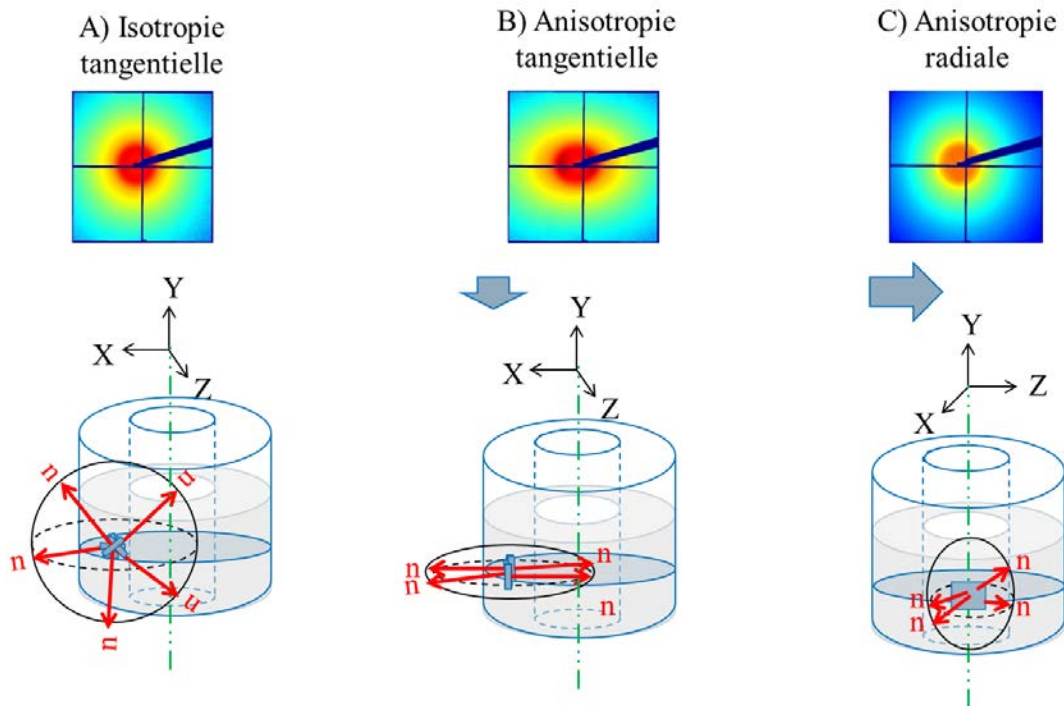 A) Isotropie
tangentielle
B) Anisotropie
tangentielle
C) Anisotropie
radiale
Y
X
Z
n
n
n
n
n
Y
X
Z
n
n
n
n
n
Y
Z
X
n
n
n
n